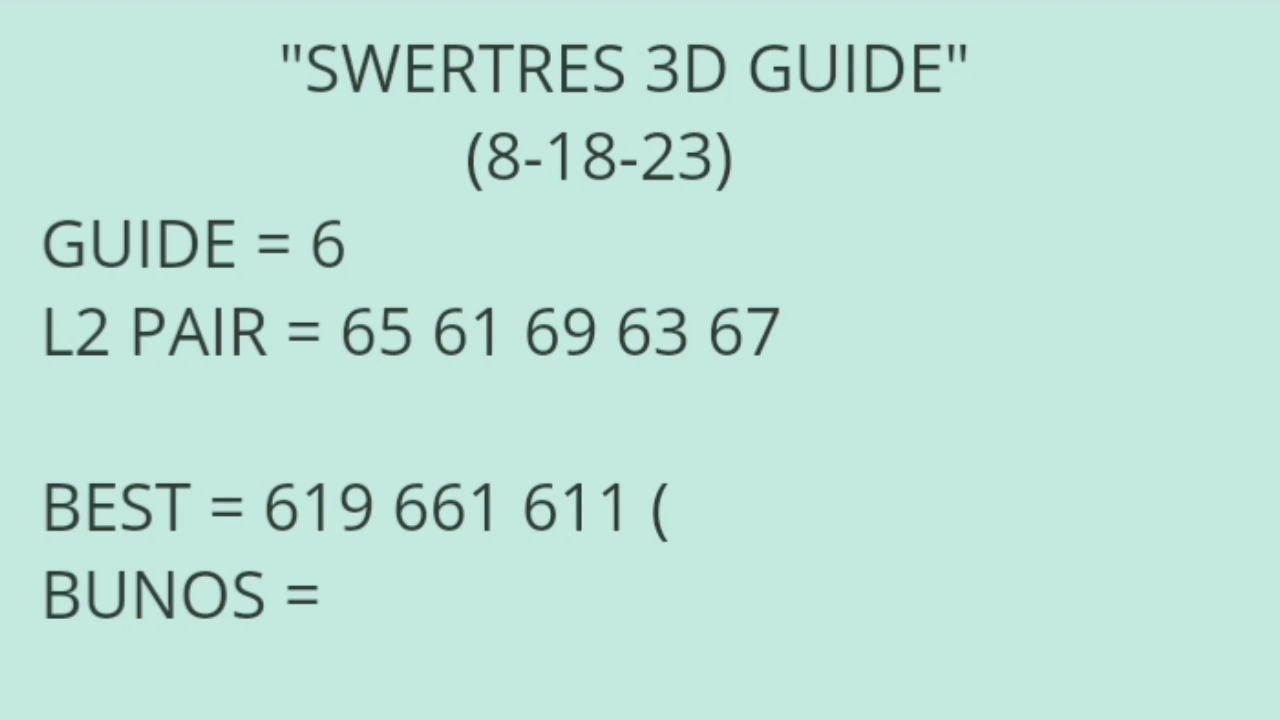 "SWERTRES 3D GUIDE"
(8-18-23)
GUIDE = 6
L2 PAIR = 65 61 69 63 67
BEST = 619 661 611 (
BUNOS =